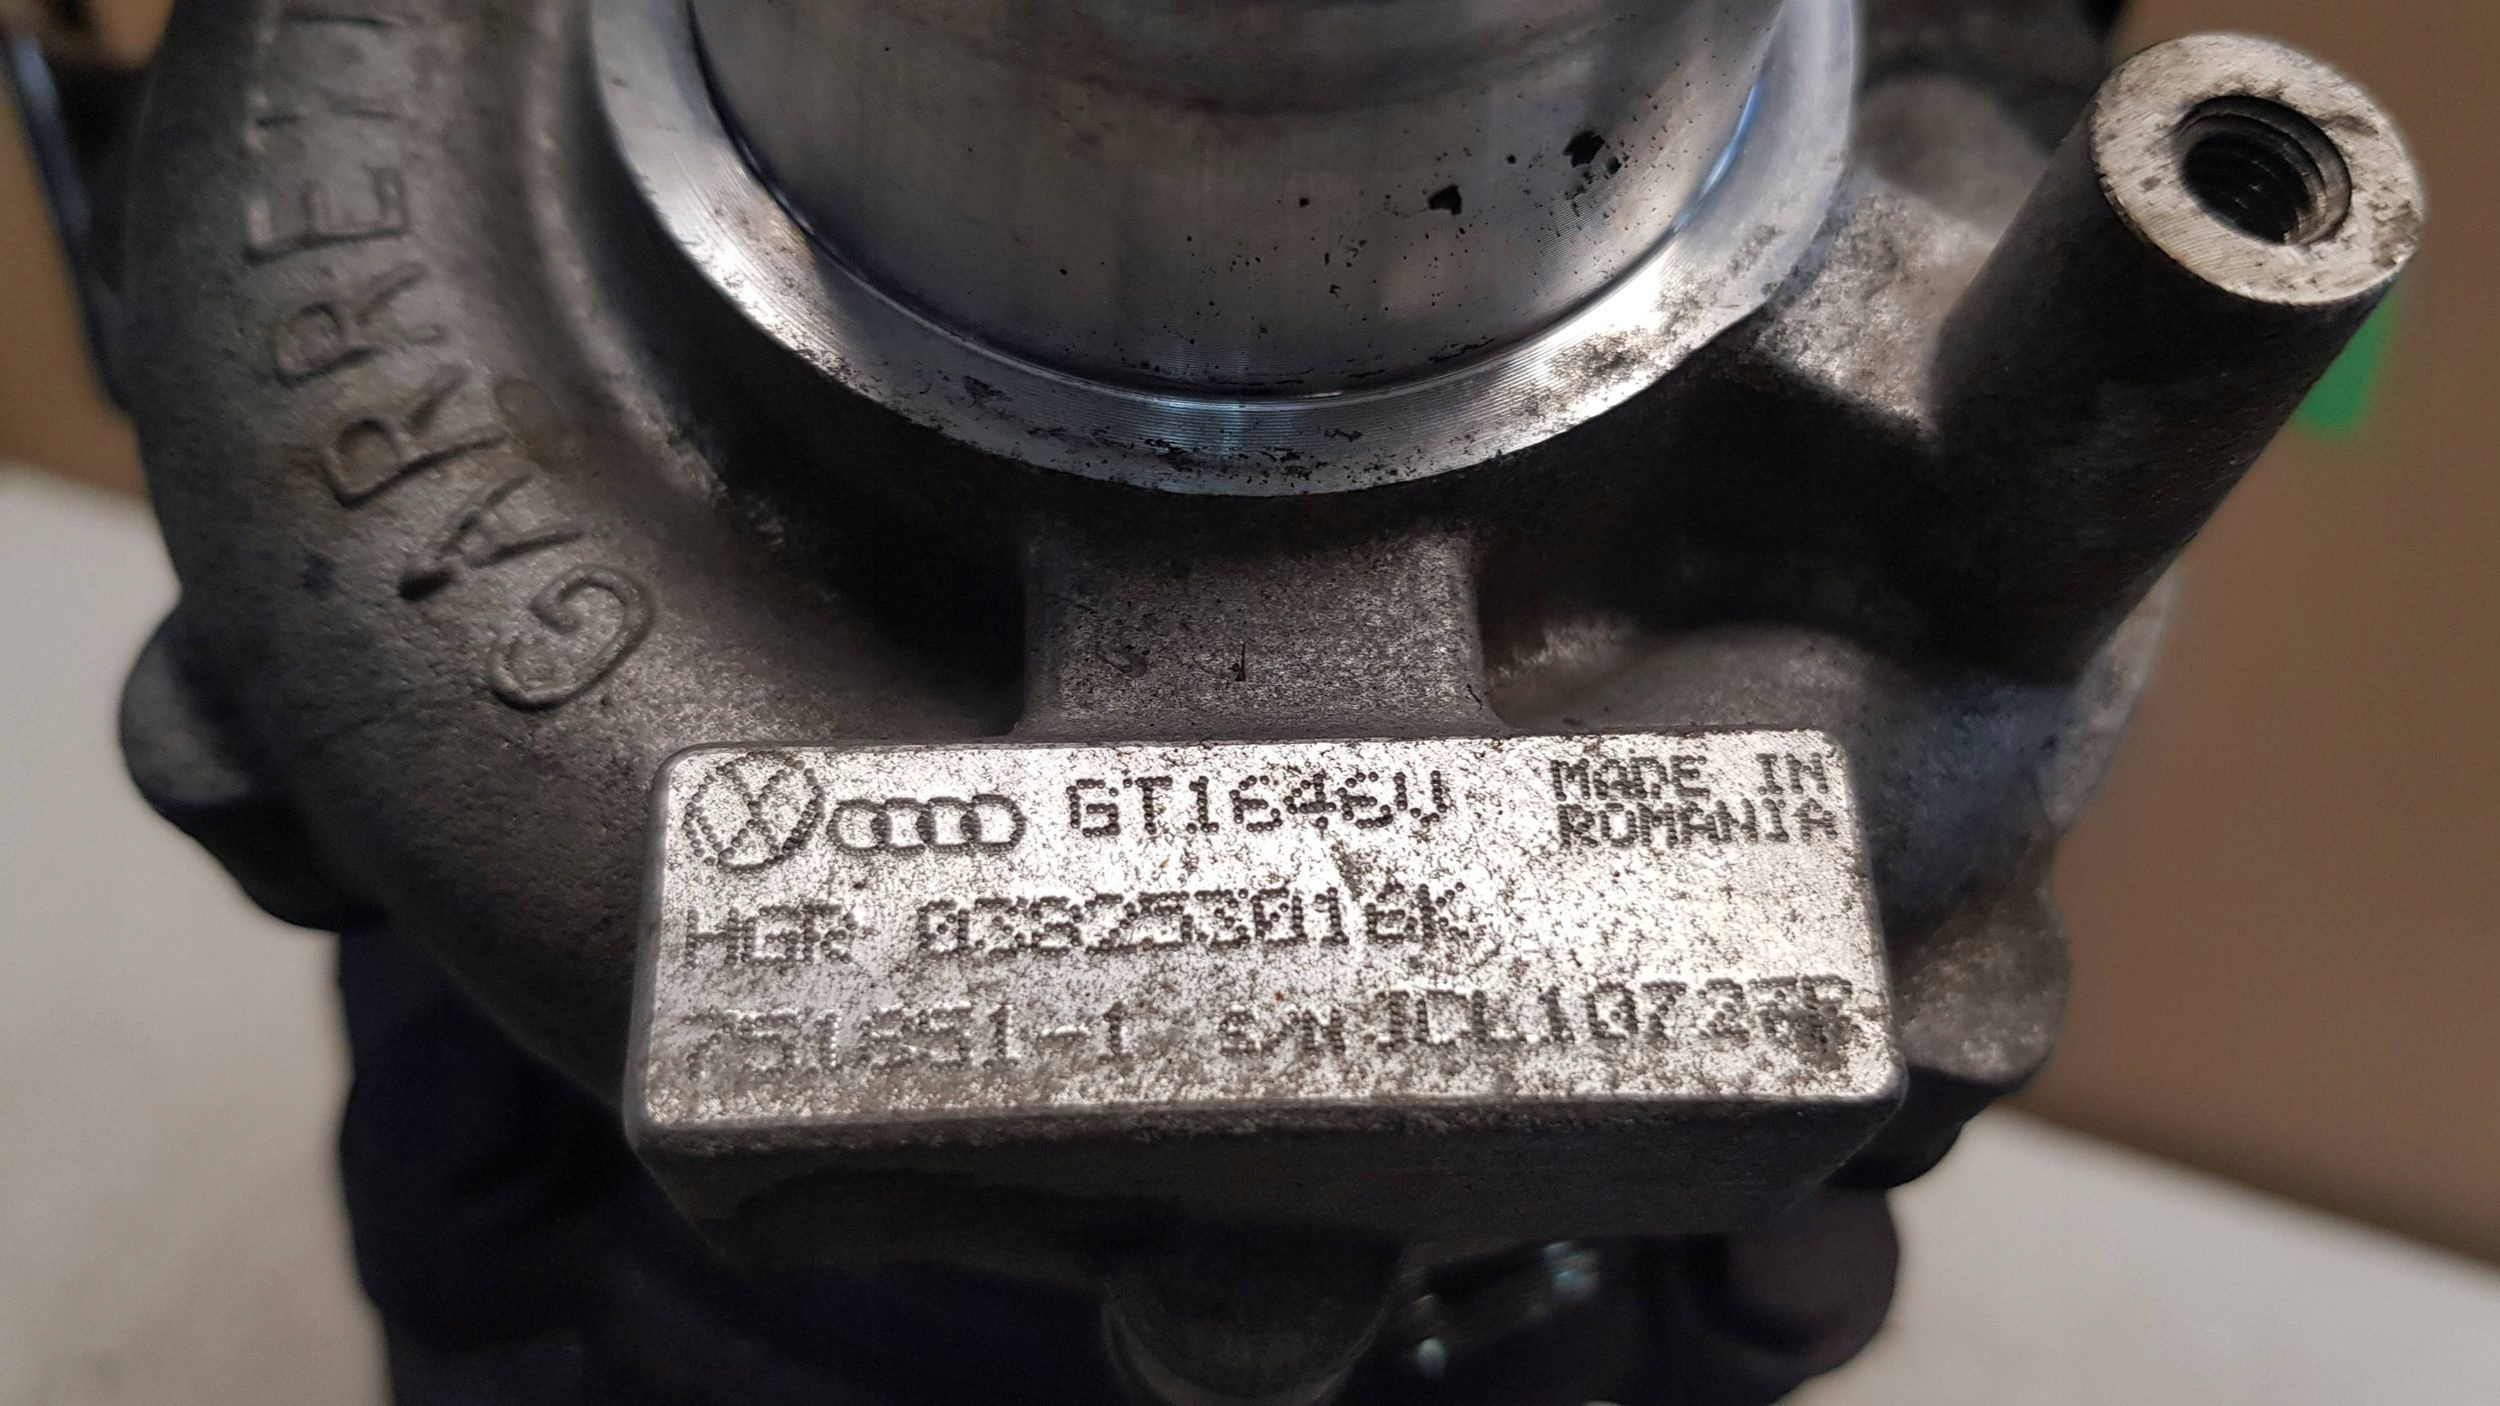 GARRETT
GT1646V
MADE IN
ROMANIA
HGR 038253016K
751851-1 S/N